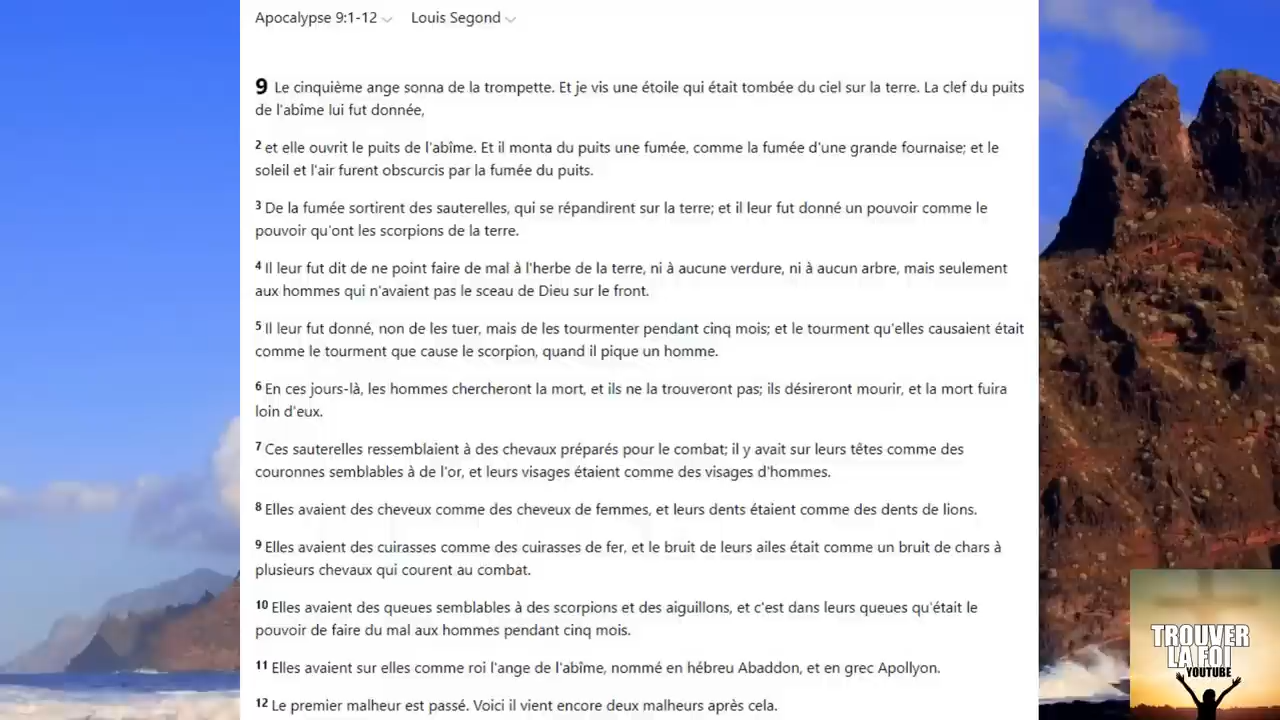 Apocalypse 9:1-12 Louis Segond
9 Le cinquième ange sonna de la trompette. Et je vis une étoile qui était tombée du ciel sur la terre. La clef du puits
de l'abîme lui fut donnée,
2 et elle ouvrit le puits de l'abîme. Et il monta du puits une fumée, comme la fumée d'une grande fournaise; et le
soleil et l'air furent obscurcis par la fumée du puits.
3 De la fumée sortirent des sauterelles, qui se répandirent sur la terre; et il leur fut donné un pouvoir comme le
pouvoir qu'ont les scorpions de la terre.
4 Il leur fut dit de ne point faire de mal à l'herbe de la terre, ni à aucune verdure, ni à aucun arbre, mais seulement
aux hommes qui n'avaient pas le sceau de Dieu sur le front.
5 Il leur fut donné, non de les tuer, mais de les tourmenter pendant cinq mois; et le tourment qu'elles causaient était
comme le tourment que cause le scorpion, quand il pique un homme.
6 En ces jours-là, les hommes chercheront la mort, et ils ne la trouveront pas; ils désireront mourir, et la mort fuira
loin d'eux.
7 Ces sauterelles ressemblaient à des chevaux préparés pour le combat; il y avait sur leurs têtes comme des
couronnes semblables à de l'or, et leurs visages étaient comme des visages d'hommes.
8 Elles avaient des cheveux comme des cheveux de femmes, et leurs dents étaient comme des dents de lions.
9 Elles avaient des cuirasses comme des cuirasses de fer, et le bruit de leurs ailes était comme un bruit de chars à
plusieurs chevaux qui courent au combat.
10 Elles avaient des queues semblables à des scorpions et des aiguillons, et c'est dans leurs queues qu'était le
pouvoir de faire du mal aux hommes pendant cinq mois.
11 Elles avaient sur elles comme roi l'ange de l'abîme, nommé en hébreu Abaddon, et en grec Apollyon.
12 Le premier malheur est passé. Voici il vient encore deux malheurs après cela.
TROUVER
LA FOI
YOUTUBE